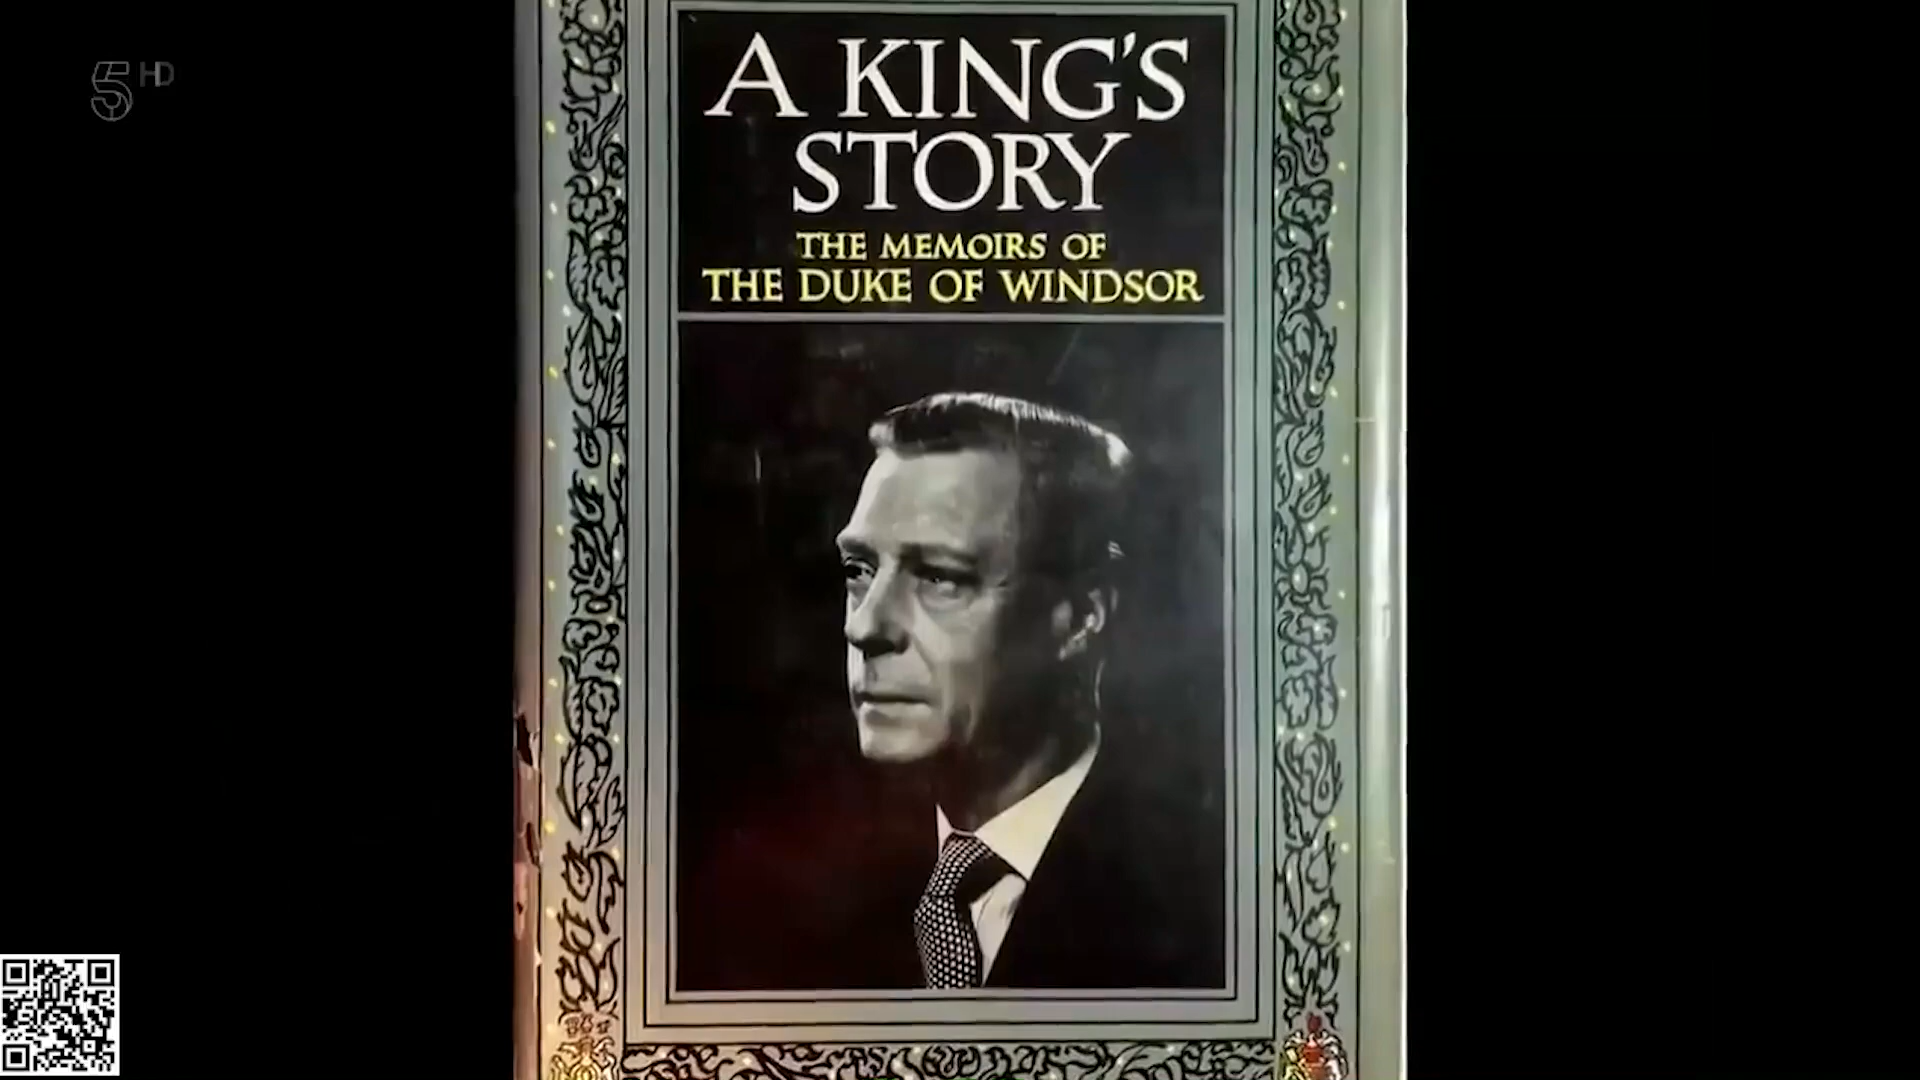 5 HD
A KING'S
STORY
THE MEMOIRS OF
THE DUKE OF WINDSOR